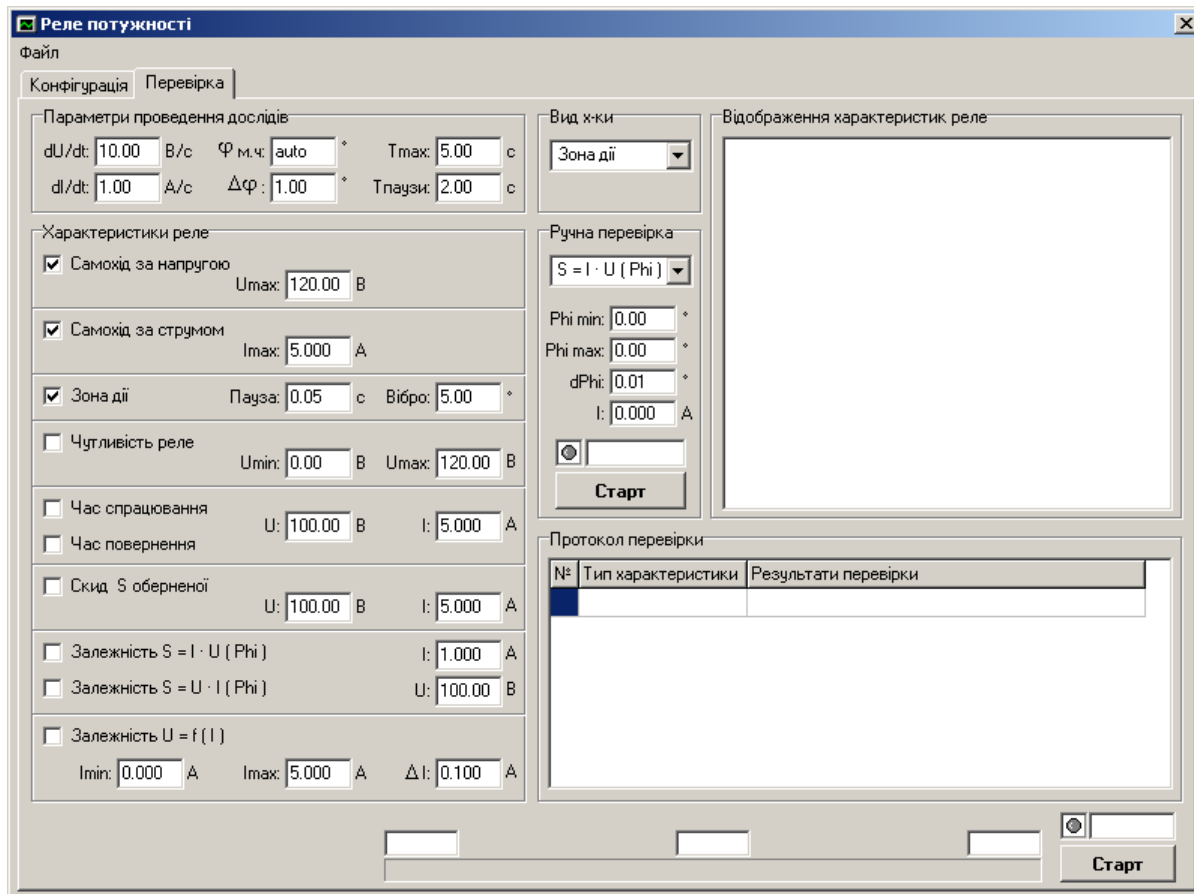 Реле потужності
Файл
Конфігурація Перевірка
Параметри проведення дослідів
dU/dt: 10.00 В/с φ м.ч: auto ° Tmax: 5.00 с
dI/dt: 1.00 А/с Δφ : 1.00 ° Tпаузи: 2.00 с
Характеристики реле
Самохід за напругою
Umax: 120.00 В
Самохід за струмом
Imax: 5.000 А
Зона дії Пауза: 0.05 с Вібро: 5.00 °
Чутливість реле
Umin: 0.00 В Umax: 120.00 В
Час спрацювання
U: 100.00 В I: 5.000 А
Час повернення
Скид S оберненої
U: 100.00 В I: 5.000 А
Залежність S = I · U ( Phi ) I: 1.000 А
Залежність S = U · I ( Phi ) U: 100.00 В
Залежність U = f ( I )
Imin: 0.000 А Imax: 5.000 А Δ I: 0.100 А
Вид х-ки
Зона дії
Ручна перевірка
S = I · U ( Phi )
Phi min: 0.00 °
Phi max: 0.00 °
dPhi: 0.01 °
I: 0.000 А
Старт
Відображення характеристик реле
Протокол перевірки
№ Тип характеристики Результати перевірки
Старт